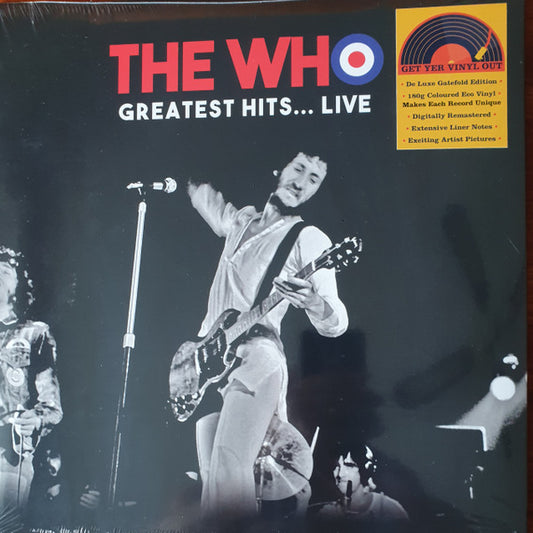 THE WHO
GREATEST HITS... LIVE
GET YER VINYL OUT
· De Luxe Gatefold Edition ·
· 180g Coloured Eco Vinyl ·
Makes Each Record Unique
· Digitally Remastered ·
· Extensive Liner Notes ·
· Exciting Artist Pictures ·